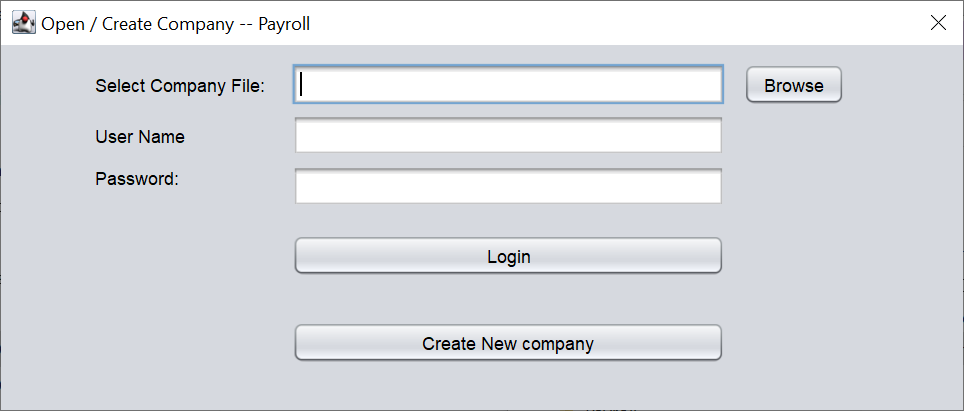 Open / Create Company -- Payroll
Select Company File:
Browse
User Name
Password:
Login
Create New company